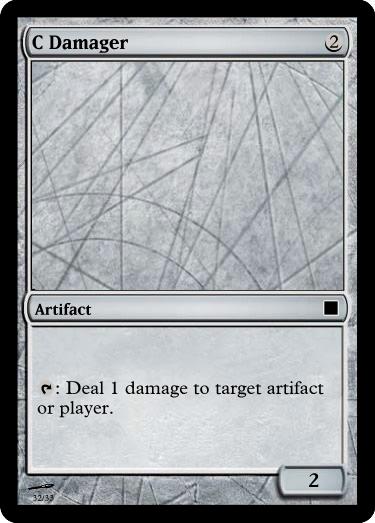 C Damager 2
Artifact
: Deal 1 damage to target artifact
or player.
2
32/33